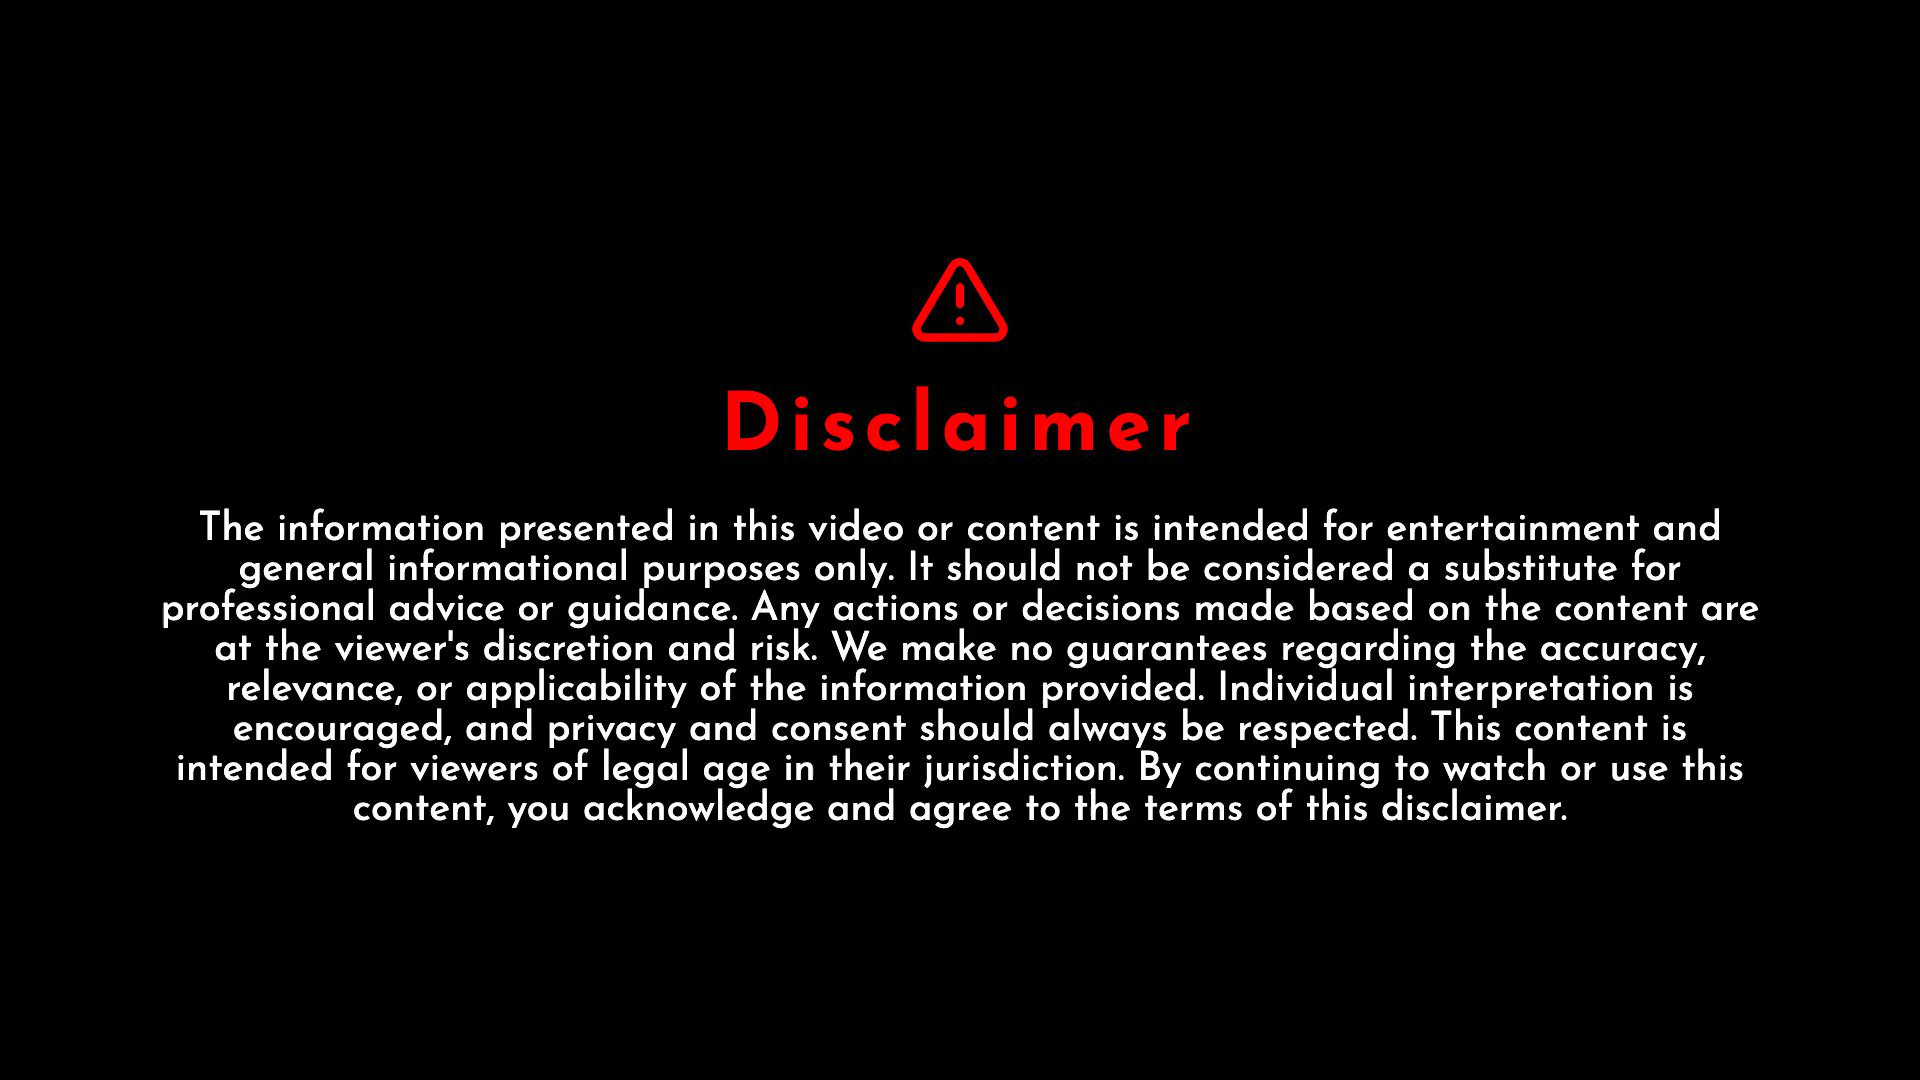 Disclaimer
The information presented in this video or content is intended for entertainment and
general informational purposes only. It should not be considered a substitute for
professional advice or guidance. Any actions or decisions made based on the content are
at the viewer's discretion and risk. We make no guarantees regarding the accuracy,
relevance, or applicability of the information provided. Individual interpretation is
encouraged, and privacy and consent should always be respected. This content is
intended for viewers of legal age in their jurisdiction. By continuing to watch or use this
content, you acknowledge and agree to the terms of this disclaimer.